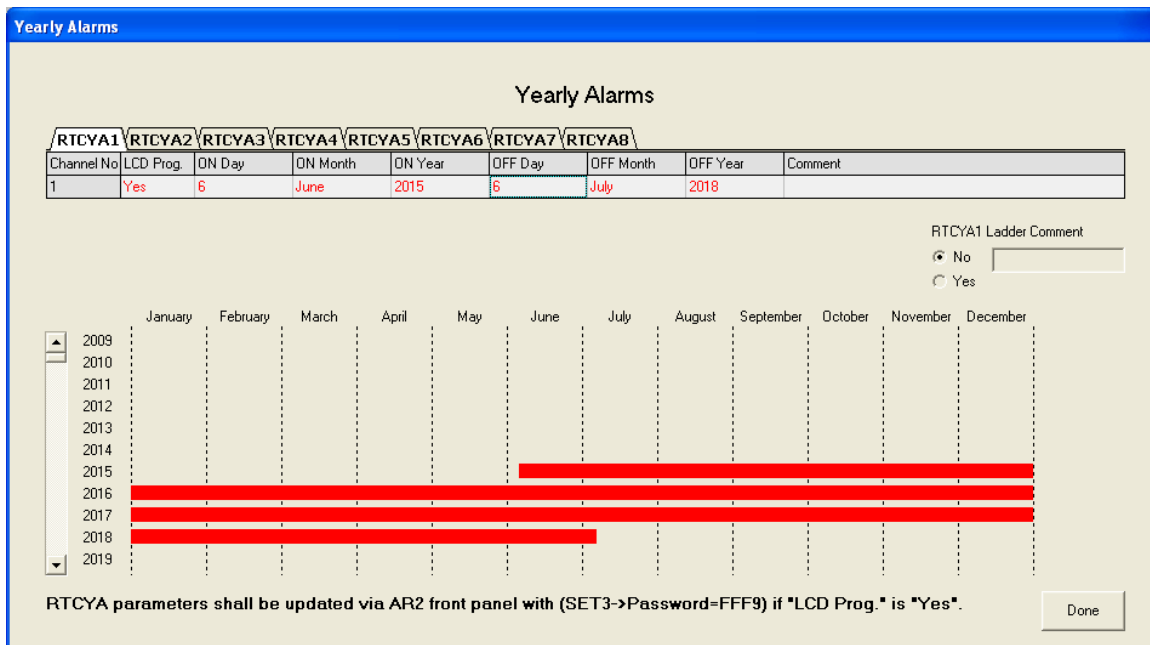 Yearly Alarms
Yearly Alarms
RTCYA1 RTCYA2 RTCYA3 RTCYA4 RTCYA5 RTCYA6 RTCYA7 RTCYA8
Channel No LCD Prog. ON Day ON Month ON Year OFF Day OFF Month OFF Year Comment
1 Yes 6 June 2015 6 July 2018
RTCYA1 Ladder Comment
No
Yes
January February March April May June July August September October November December
2009
2010
2011
2012
2013
2014
2015
2016
2017
2018
2019
RTCYA parameters shall be updated via AR2 front panel with (SET3->Password=FFF9) if "LCD Prog." is "Yes".
Done